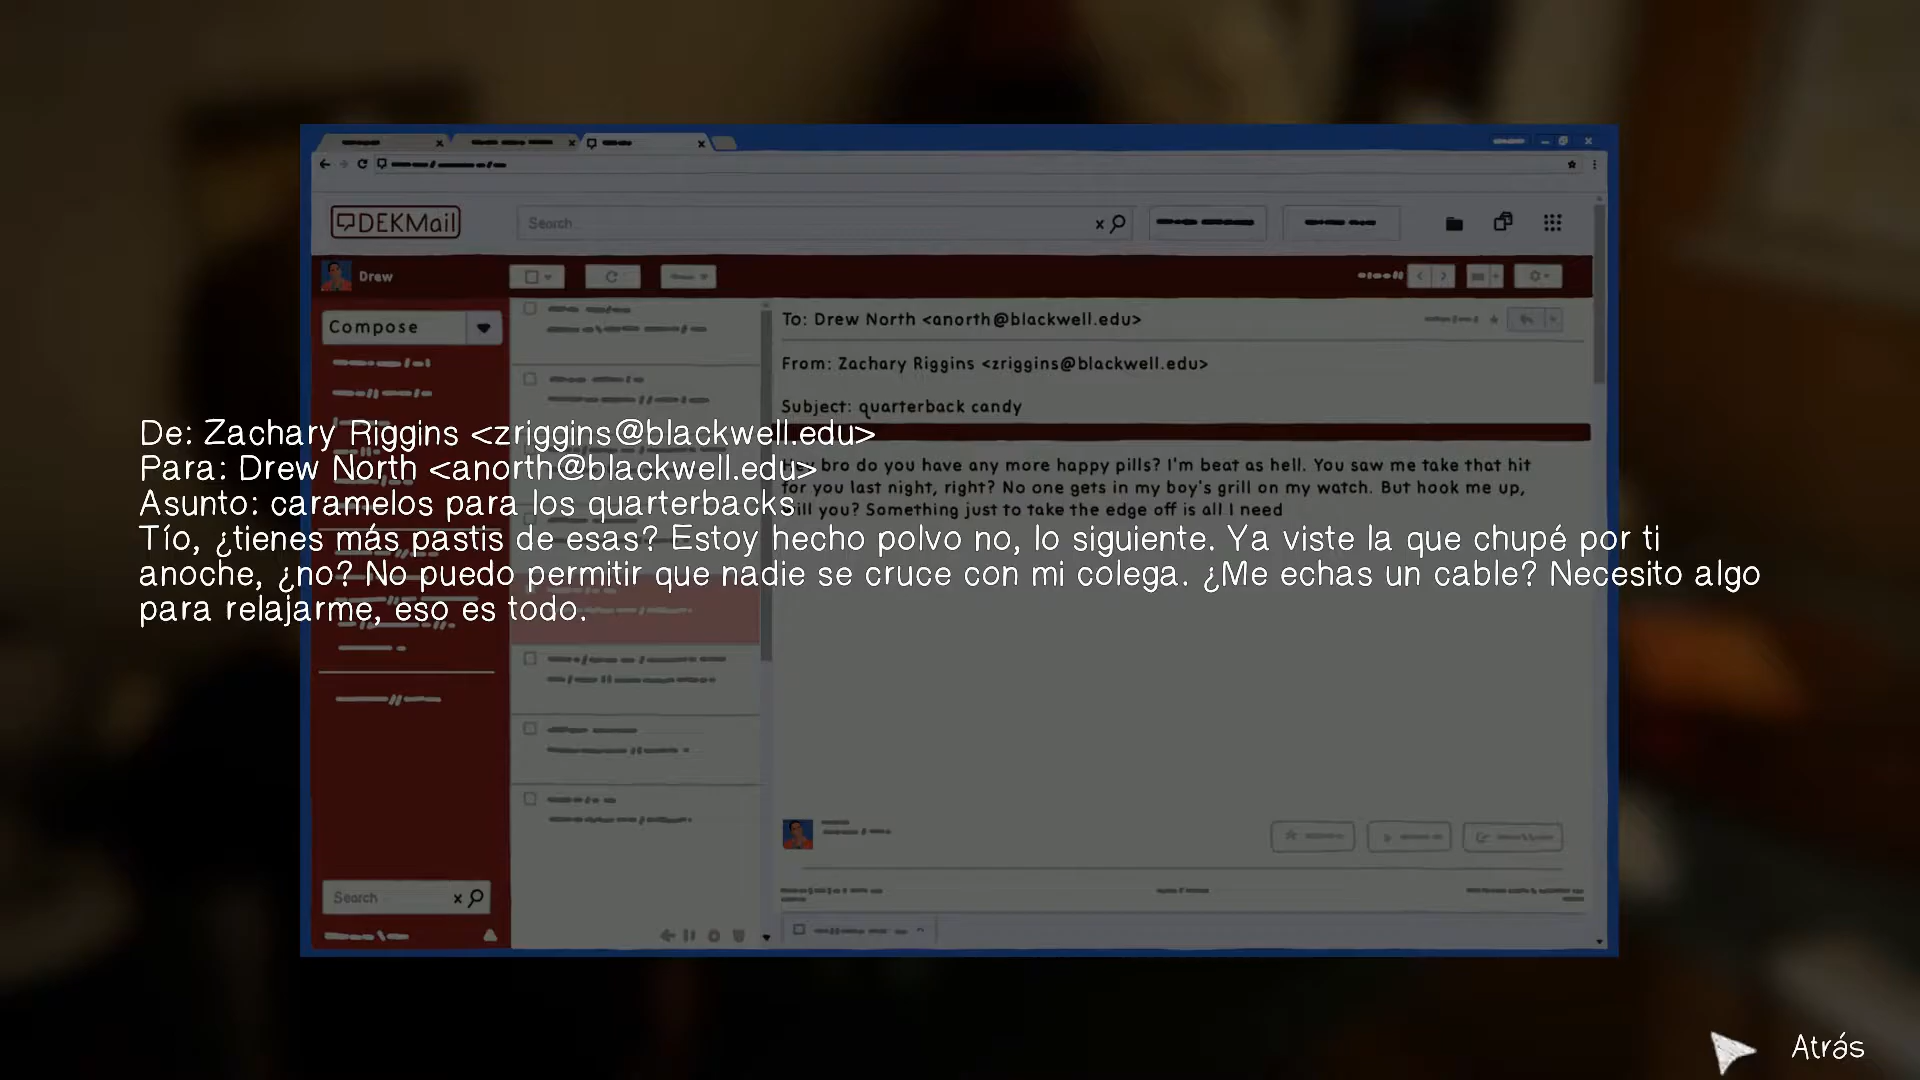 DEKMail
Search
Drew
Compose
To: Drew North <anorth@blackwell.edu>
From: Zachary Riggins <zriggins@blackwell.edu>
Subject: quarterback candy
bro do you have any more happy pills? I'm beat as hell. You saw me take that hit
for you last night, right? No one gets in my boy's grill on my watch. But hook me up,
you? Something just to take the edge off is all I need
De: Zachary Riggins <zriggins@blackwell.edu>
Para: Drew North <anorth@blackwell.edu>
Asunto: caramelos para los quarterbacks
Tío, ¿tienes más pastis de esas? Estoy hecho polvo no, lo siguiente. Ya viste la que chupé por ti
anoche, ¿no? No puedo permitir que nadie se cruce con mi colega. ¿Me echas un cable? Necesito algo
para relajarme, eso es todo.
Search
Atrás